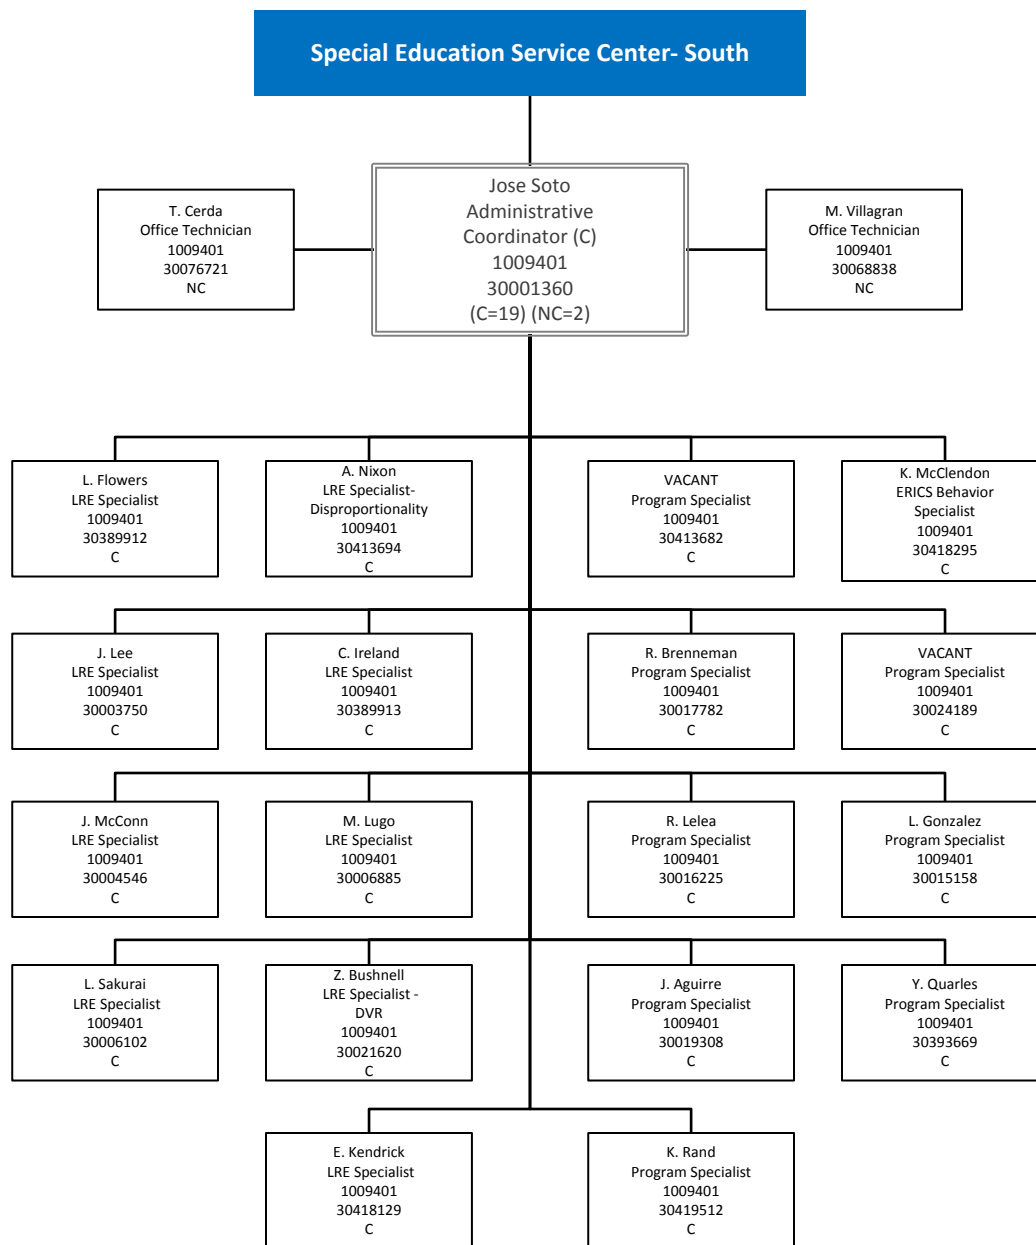 Special Education Service Center- South
T. Cerda
Office Technician
1009401
30076721
NC
Jose Soto
Administrative
Coordinator (C)
1009401
30001360
(C=19) (NC=2)
M. Villagran
Office Technician
1009401
30068838
NC
L. Flowers
LRE Specialist
1009401
30389912
C
A. Nixon
LRE Specialist-
Disproportionality
1009401
30413694
C
VACANT
Program Specialist
1009401
30413682
C
K. McClendon
ERICS Behavior
Specialist
1009401
30418295
C
J. Lee
LRE Specialist
1009401
30003750
C
C. Ireland
LRE Specialist
1009401
30389913
C
R. Brenneman
Program Specialist
1009401
30017782
C
VACANT
Program Specialist
1009401
30024189
C
J. McConn
LRE Specialist
1009401
30004546
C
M. Lugo
LRE Specialist
1009401
30006885
C
R. Lelea
Program Specialist
1009401
30016225
C
L. Gonzalez
Program Specialist
1009401
30015158
C
L. Sakurai
LRE Specialist
1009401
30006102
C
Z. Bushnell
LRE Specialist -
DVR
1009401
30021620
C
J. Aguirre
Program Specialist
1009401
30019308
C
Y. Quarles
Program Specialist
1009401
30393669
C
E. Kendrick
LRE Specialist
1009401
30418129
C
K. Rand
Program Specialist
1009401
30419512
C